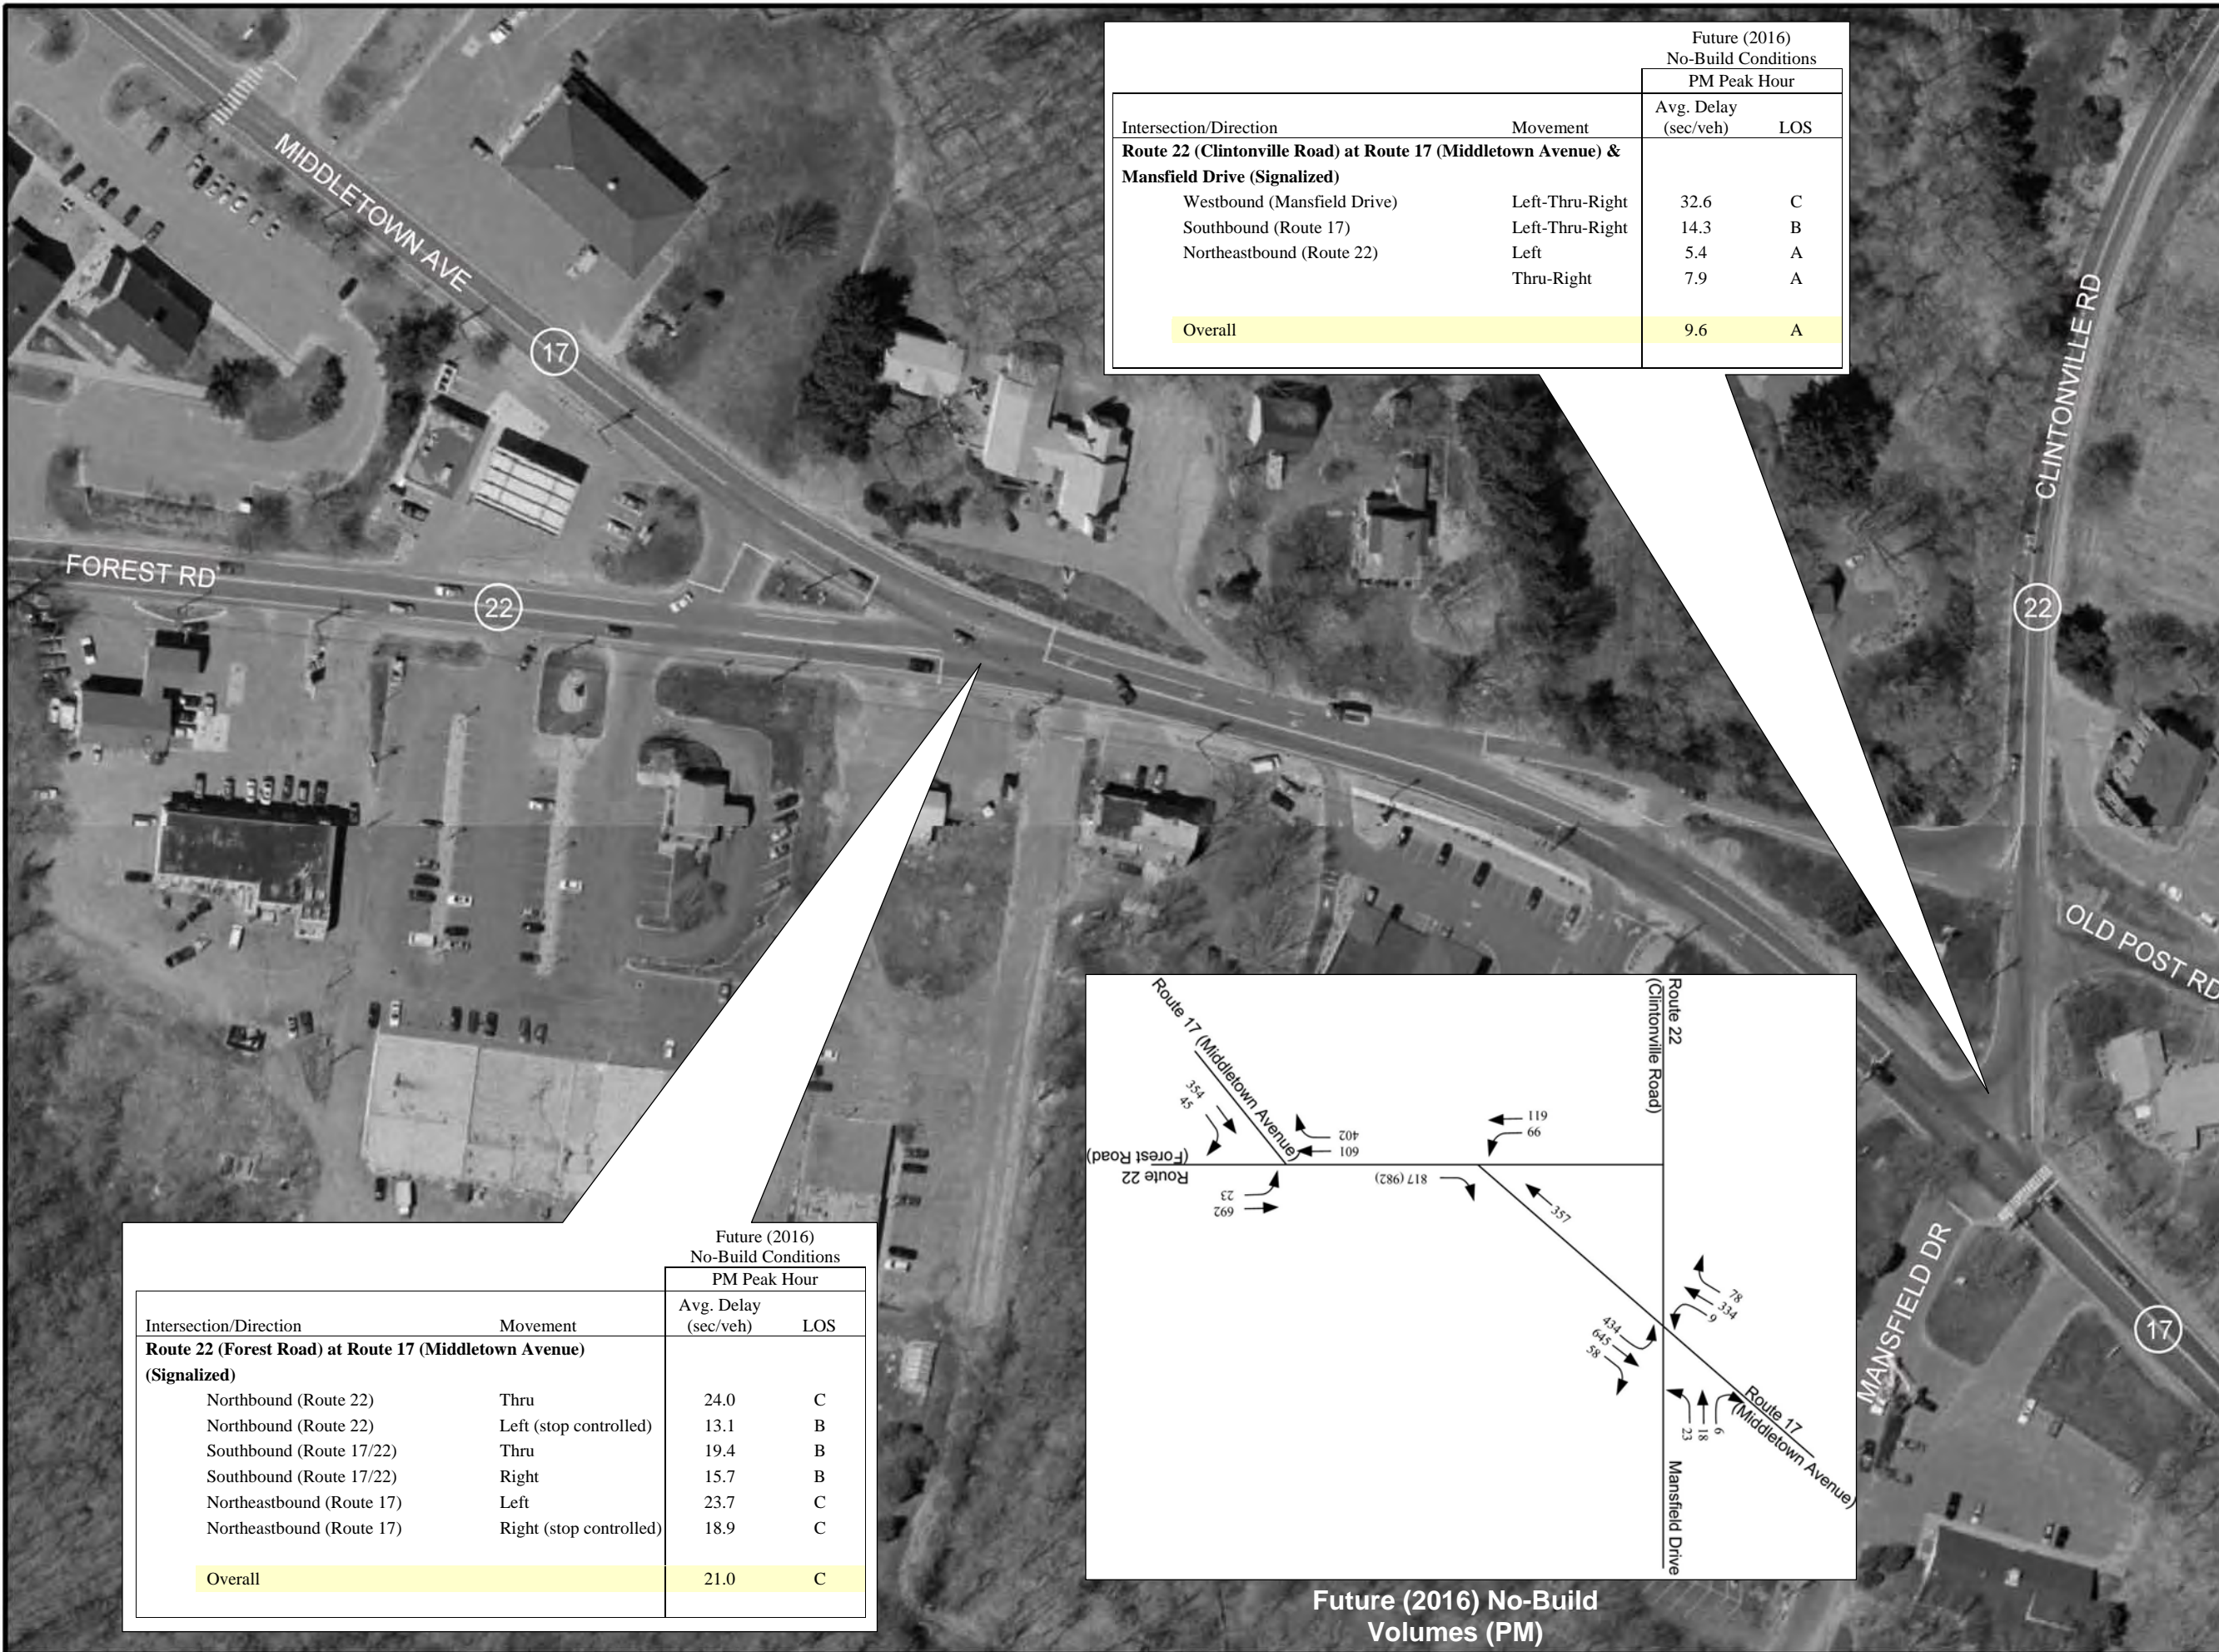 Future (2016)
No-Build Conditions
PM Peak Hour
Intersection/Direction Movement Avg. Delay (sec/veh) LOS
Route 22 (Clintonville Road) at Route 17 (Middletown Avenue) &
Mansfield Drive (Signalized)
Westbound (Mansfield Drive) Left-Thru-Right 32.6 C
Southbound (Route 17) Left-Thru-Right 14.3 B
Northeastbound (Route 22) Left 5.4 A
Thru-Right 7.9 A
Overall 9.6 A
MIDDLETOWN AVE
17
FOREST RD
22
CLINTONVILLE RD
22
OLD POST RD
MANSFIELD DR
17
Route 17 (Middletown Avenue)
354
45
402
601
(Forest Road)
Route 22
23
692
817 (982)
119
99
357
Route 22
(Clintonville Road)
78
334
9
434
645
58
23
18
6
Route 17
(Middletown Avenue)
Mansfield Drive
Future (2016)
No-Build Conditions
PM Peak Hour
Intersection/Direction Movement Avg. Delay (sec/veh) LOS
Route 22 (Forest Road) at Route 17 (Middletown Avenue)
(Signalized)
Northbound (Route 22) Thru 24.0 C
Northbound (Route 22) Left (stop controlled) 13.1 B
Southbound (Route 17/22) Thru 19.4 B
Southbound (Route 17/22) Right 15.7 B
Northeastbound (Route 17) Left 23.7 C
Northeastbound (Route 17) Right (stop controlled) 18.9 C
Overall 21.0 C
Future (2016) No-Build
Volumes (PM)